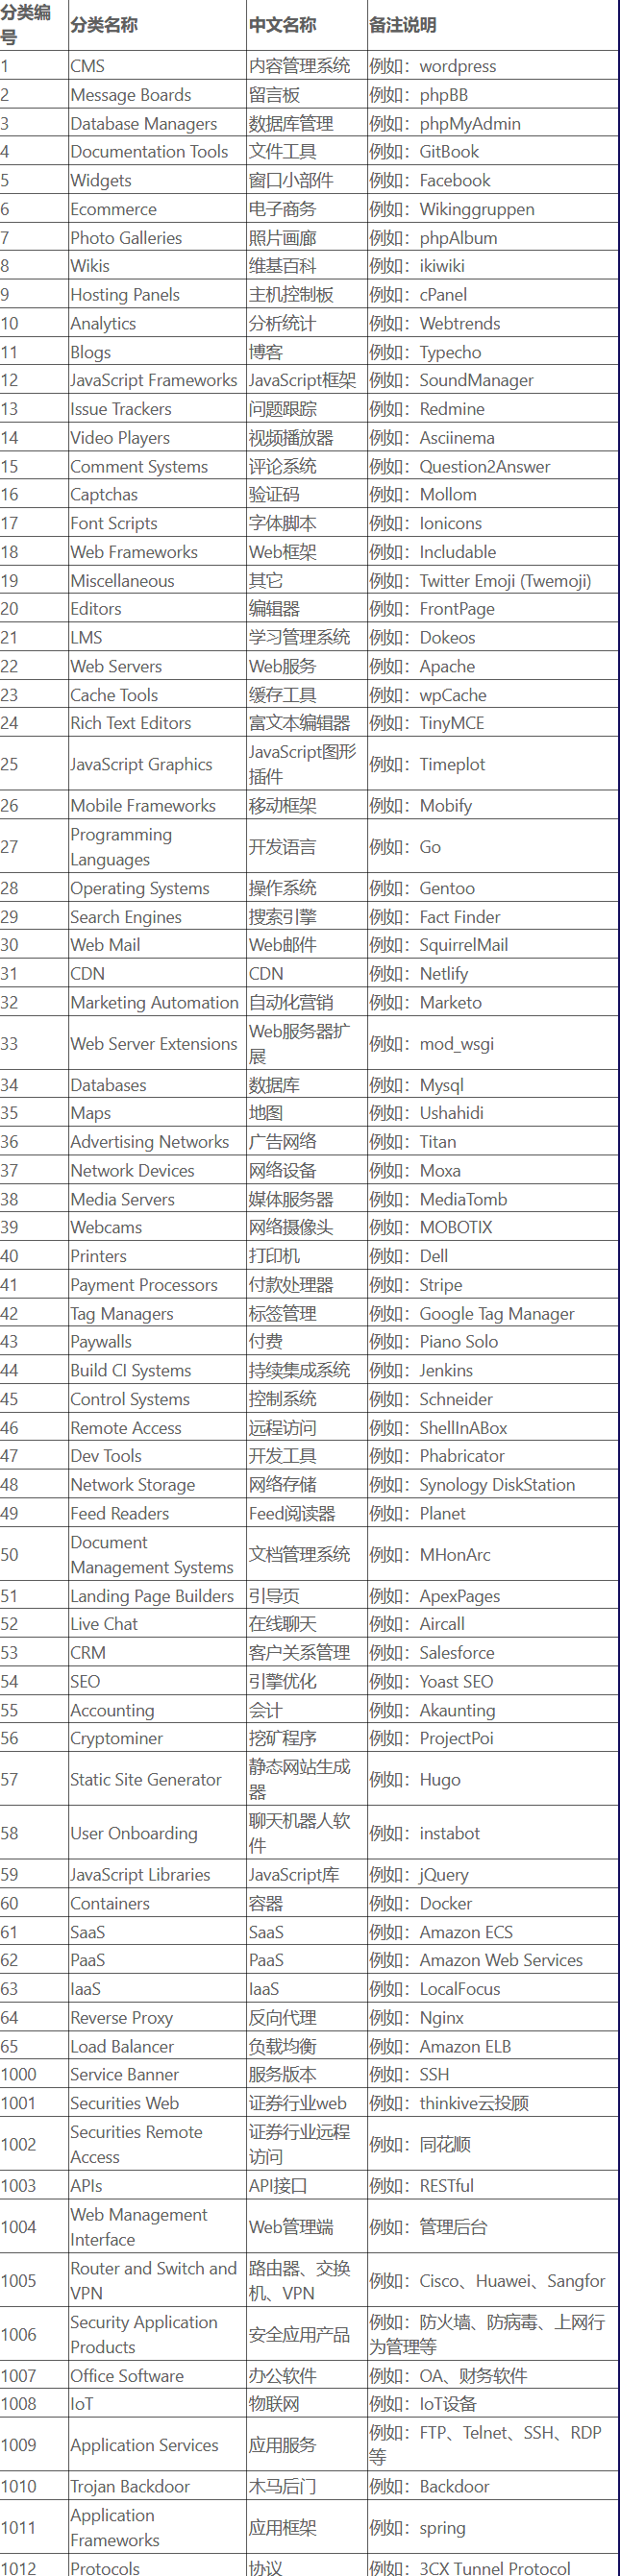 分类编号 分类名称 中文名称 备注说明
1 CMS 内容管理系统 例如：wordpress
2 Message Boards 留言板 例如：phpBB
3 Database Managers 数据库管理 例如：phpMyAdmin
4 Documentation Tools 文件工具 例如：GitBook
5 Widgets 窗口小部件 例如：Facebook
6 Ecommerce 电子商务 例如：Wikinggruppen
7 Photo Galleries 照片画廊 例如：phpAlbum
8 Wikis 维基百科 例如：ikiwiki
9 Hosting Panels 主机控制板 例如：cPanel
10 Analytics 分析统计 例如：Webtrends
11 Blogs 博客 例如：Typecho
12 JavaScript Frameworks JavaScript框架 例如：SoundManager
13 Issue Trackers 问题跟踪 例如：Redmine
14 Video Players 视频播放器 例如：Asciinema
15 Comment Systems 评论系统 例如：Question2Answer
16 Captchas 验证码 例如：Mollom
17 Font Scripts 字体脚本 例如：Ionicons
18 Web Frameworks Web框架 例如：Includable
19 Miscellaneous 其它 例如：Twitter Emoji (Twemoji)
20 Editors 编辑器 例如：FrontPage
21 LMS 学习管理系统 例如：Dokeos
22 Web Servers Web服务 例如：Apache
23 Cache Tools 缓存工具 例如：wpCache
24 Rich Text Editors 富文本编辑器 例如：TinyMCE
25 JavaScript Graphics JavaScript图形插件 例如：Timeplot
26 Mobile Frameworks 移动框架 例如：Mobify
27 Programming Languages 开发语言 例如：Go
28 Operating Systems 操作系统 例如：Gentoo
29 Search Engines 搜索引擎 例如：Fact Finder
30 Web Mail Web邮件 例如：SquirrelMail
31 CDN CDN 例如：Netlify
32 Marketing Automation 自动化营销 例如：Marketo
33 Web Server Extensions Web服务器扩展 例如：mod_wsgi
34 Databases 数据库 例如：Mysql
35 Maps 地图 例如：Ushahidi
36 Advertising Networks 广告网络 例如：Titan
37 Network Devices 网络设备 例如：Moxa
38 Media Servers 媒体服务器 例如：MediaTomb
39 Webcams 网络摄像头 例如：MOBOTIX
40 Printers 打印机 例如：Dell
41 Payment Processors 付款处理器 例如：Stripe
42 Tag Managers 标签管理 例如：Google Tag Manager
43 Paywalls 付费 例如：Piano Solo
44 Build CI Systems 持续集成系统 例如：Jenkins
45 Control Systems 控制系统 例如：Schneider
46 Remote Access 远程访问 例如：ShellInABox
47 Dev Tools 开发工具 例如：Phabricator
48 Network Storage 网络存储 例如：Synology DiskStation
49 Feed Readers Feed阅读器 例如：Planet
50 Document Management Systems 文档管理系统 例如：MHonArc
51 Landing Page Builders 引导页 例如：ApexPages
52 Live Chat 在线聊天 例如：Aircall
53 CRM 客户关系管理 例如：Salesforce
54 SEO 引擎优化 例如：Yoast SEO
55 Accounting 会计 例如：Akaunting
56 Cryptominer 挖矿程序 例如：ProjectPoi
57 Static Site Generator 静态网站生成器 例如：Hugo
58 User Onboarding 聊天机器人软件 例如：instabot
59 JavaScript Libraries JavaScript库 例如：jQuery
60 Containers 容器 例如：Docker
61 SaaS SaaS 例如：Amazon ECS
62 PaaS PaaS 例如：Amazon Web Services
63 IaaS IaaS 例如：LocalFocus
64 Reverse Proxy 反向代理 例如：Nginx
65 Load Balancer 负载均衡 例如：Amazon ELB
1000 Service Banner 服务版本 例如：SSH
1001 Securities Web 证券行业web 例如：thinkive云投顾
1002 Securities Remote Access 证券行业远程访问 例如：同花顺
1003 APIs API接口 例如：RESTful
1004 Web Management Interface Web管理端 例如：管理后台
1005 Router and Switch and VPN 路由器、交换机、VPN 例如：Cisco、Huawei、Sangfor
1006 Security Application Products 安全应用产品 例如：防火墙、防病毒、上网行为管理等
1007 Office Software 办公软件 例如：OA、财务软件
1008 IoT 物联网 例如：IoT设备
1009 Application Services 应用服务 例如：FTP、Telnet、SSH、RDP等
1010 Trojan Backdoor 木马后门 例如：Backdoor
1011 Application Frameworks 应用框架 例如：spring
1012 Protocols 协议 例如：3CX Tunnel Protocol